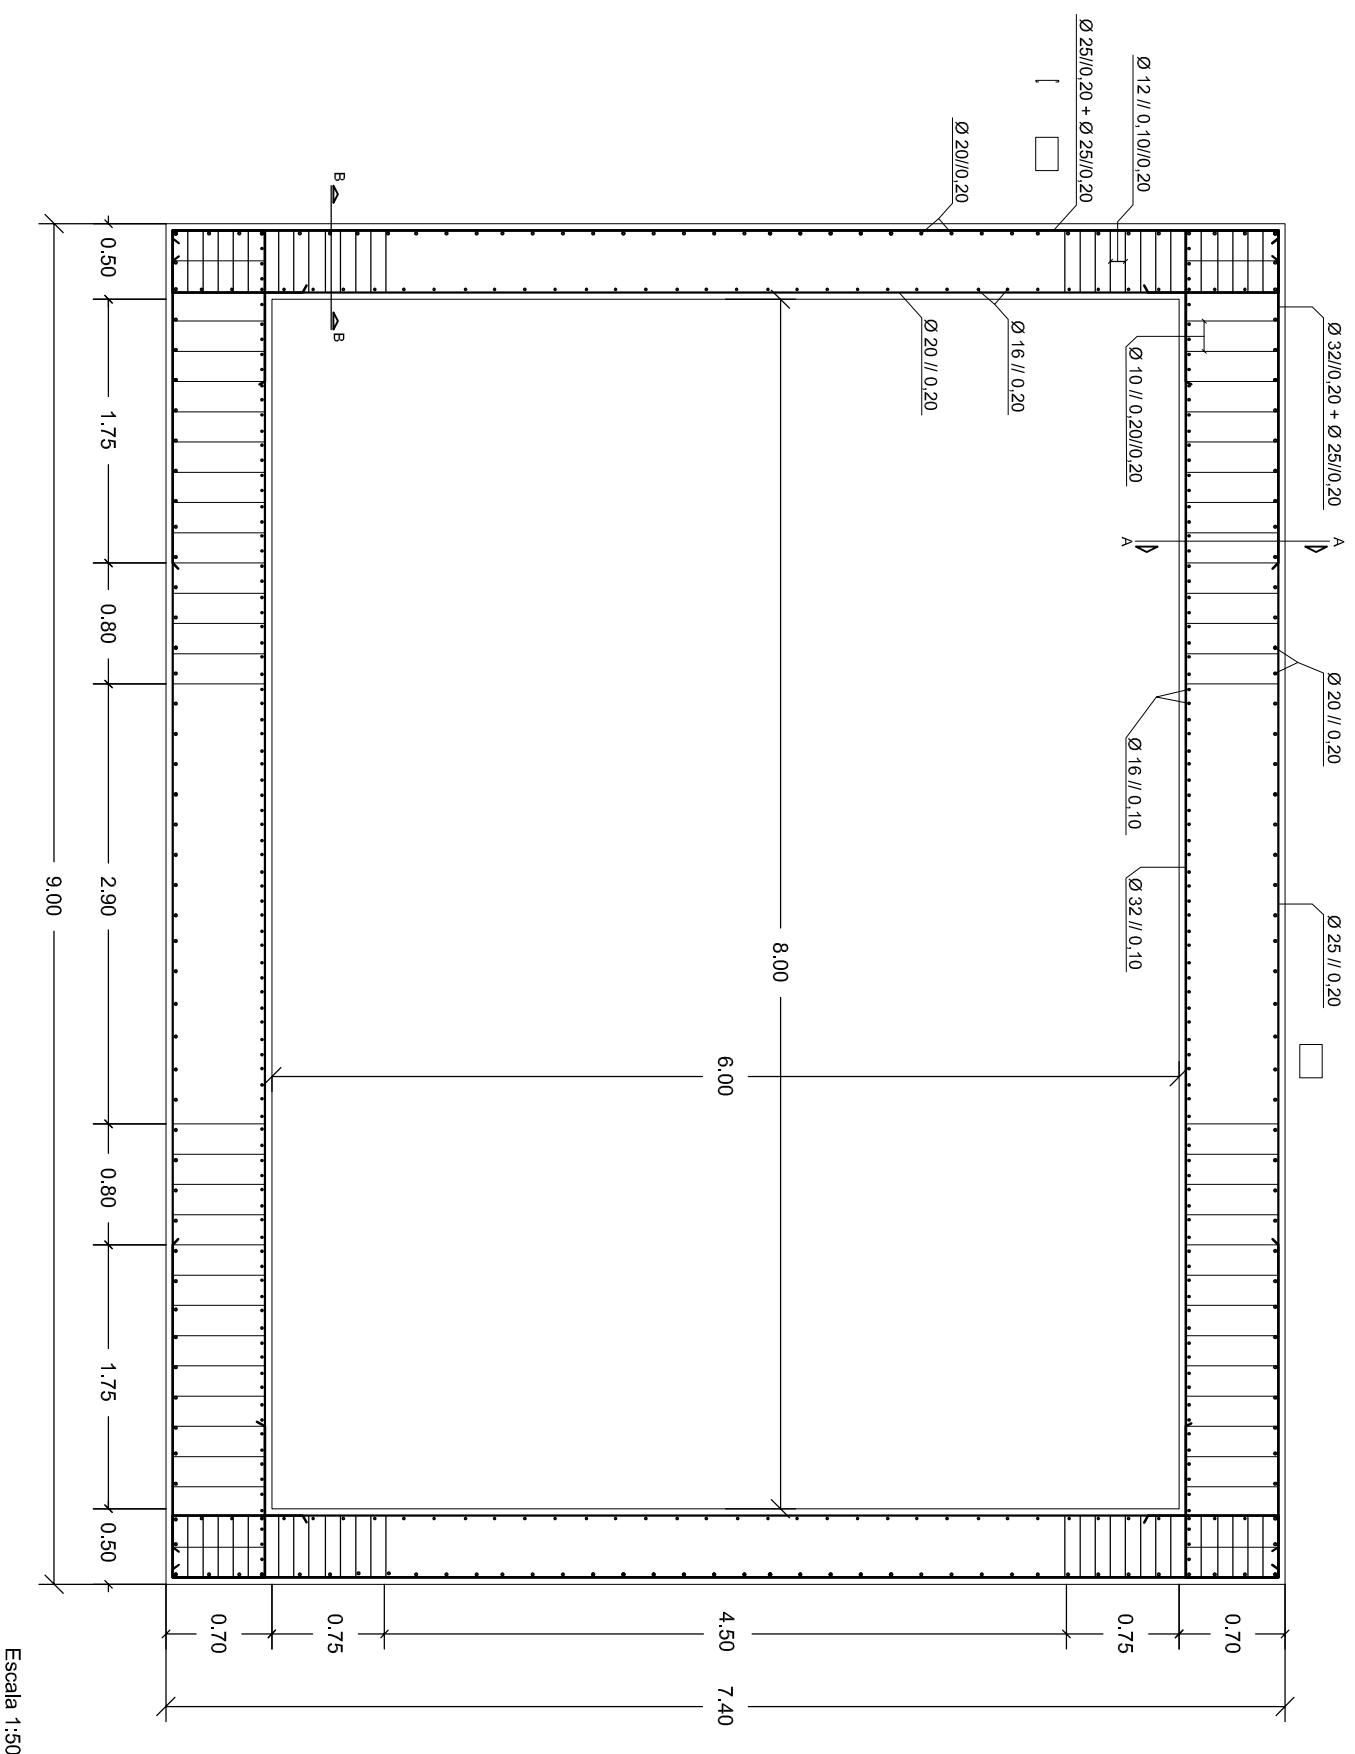 Ø 32//0,20 + Ø 25//0,20
Ø 20 // 0,20
Ø 25 // 0,20
A
A
Ø 12 // 0,10//0,20
Ø 25//0,20 + Ø 25//0,20
Ø 20//0,20
Ø 10 // 0,20//0,20
Ø 16 // 0,10
Ø 32 // 0,10
Ø 16 // 0,20
Ø 20 // 0,20
8.00
6.00
B
B
0.50
1.75
0.80
2.90
0.80
1.75
0.50
9.00
0.70
0.75
4.50
0.75
0.70
7.40
Escala 1:50